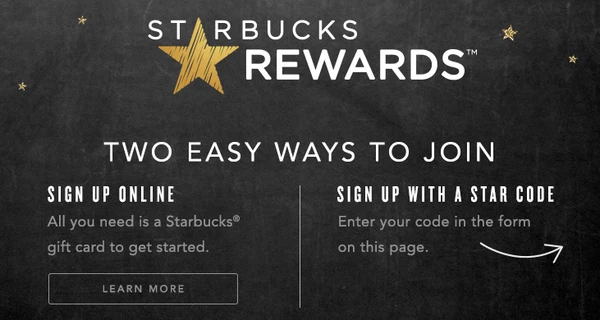 STARBUCKS
REWARDS™
TWO EASY WAYS TO JOIN
SIGN UP ONLINE
All you need is a Starbucks®
gift card to get started.
LEARN MORE
SIGN UP WITH A STAR CODE
Enter your code in the form
on this page.